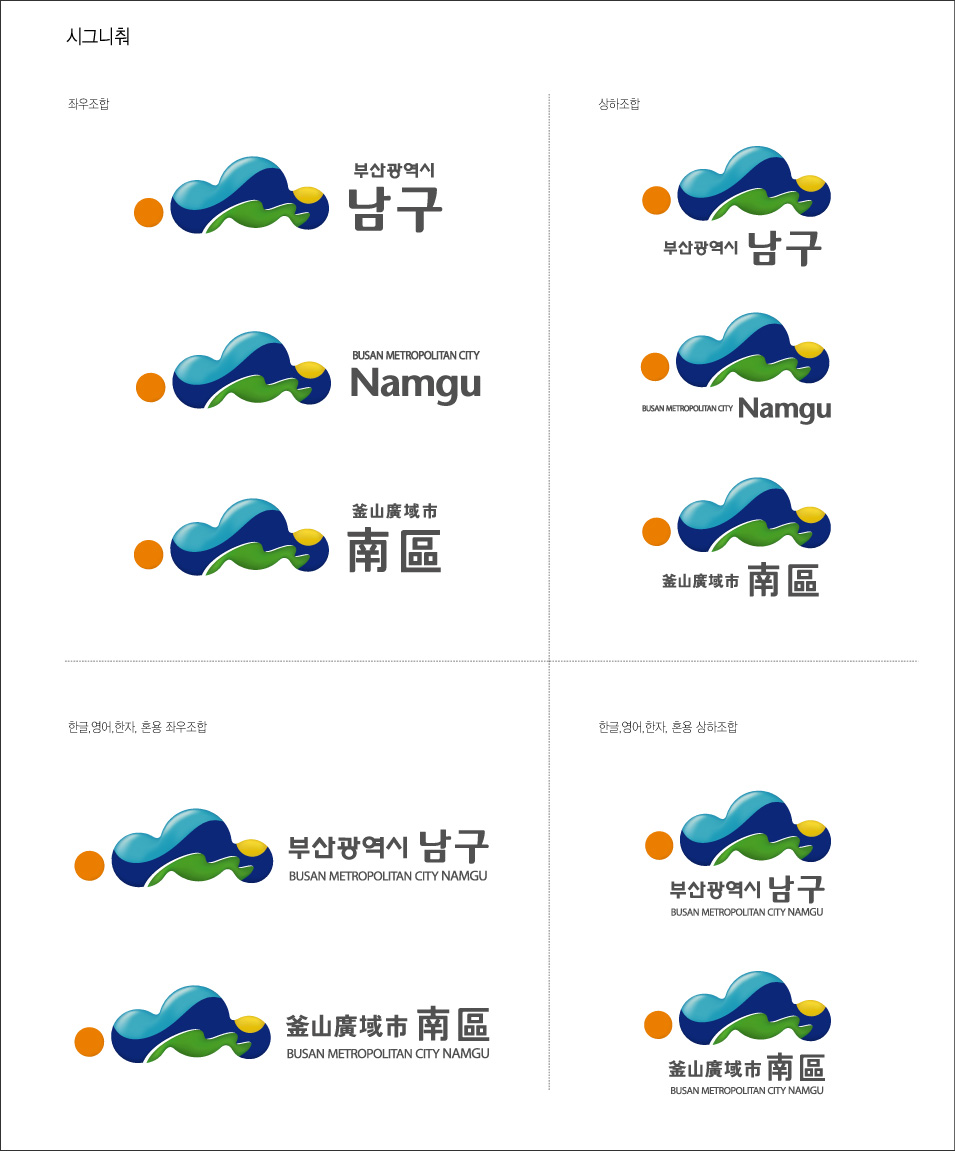 시그니춰
좌우조합
부산광역시
남구
BUSAN METROPOLITAN CITY
Namgu
釜山廣域市
南區
상하조합
부산광역시 남구
BUSAN METROPOLITAN CITY Namgu
釜山廣域市 南區
한글,영어,한자, 혼용 좌우조합
부산광역시 남구
BUSAN METROPOLITAN CITY NAMGU
釜山廣域市 南區
BUSAN METROPOLITAN CITY NAMGU
한글,영어,한자, 혼용 상하조합
부산광역시 남구
BUSAN METROPOLITAN CITY NAMGU
釜山廣域市 南區
BUSAN METROPOLITAN CITY NAMGU